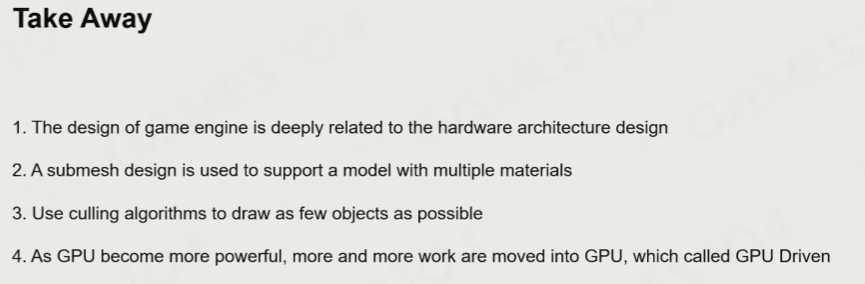 Take Away
1. The design of game engine is deeply related to the hardware architecture design
2. A submesh design is used to support a model with multiple materials
3. Use culling algorithms to draw as few objects as possible
4. As GPU become more powerful, more and more work are moved into GPU, which called GPU Driven